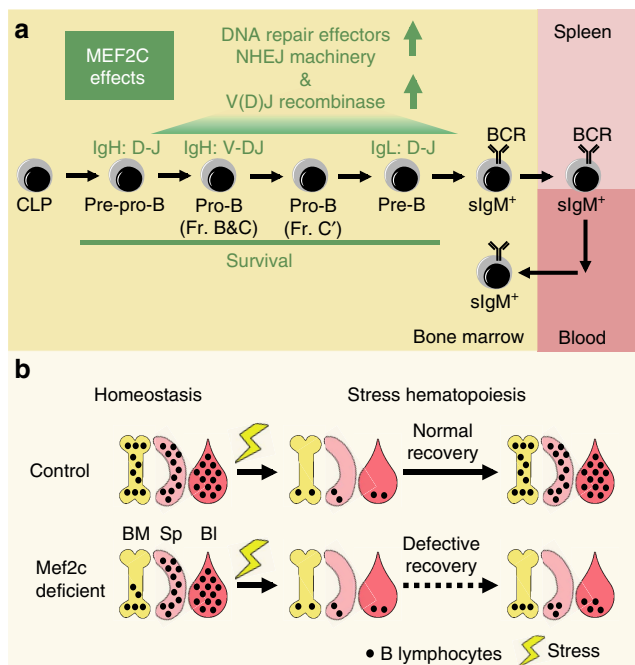 a
MEF2C
effects
DNA repair effectors
NHEJ machinery
&
V(D)J recombinase
Spleen
IgH: D-J
IgH: V-DJ
IgL: D-J
BCR
BCR
CLP
Pre-pro-B
Pro-B
(Fr. B&C)
Pro-B
(Fr. C′)
Pre-B
sIgM+
sIgM+
Survival
sIgM+
Bone marrow
Blood
b
Homeostasis
Stress hematopoiesis
Control
Normal
recovery
BM Sp Bl
Mef2c
deficient
Defective
recovery
B lymphocytes
Stress